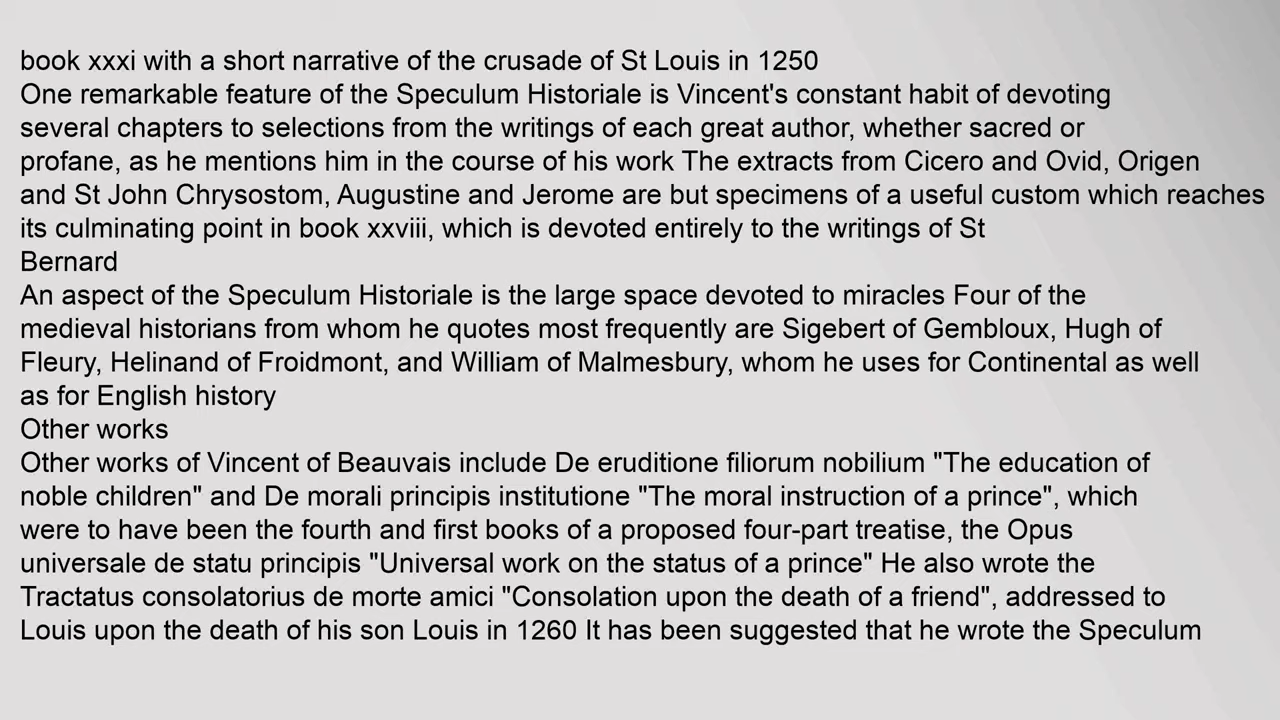 book xxxi with a short narrative of the crusade of St Louis in 1250
One remarkable feature of the Speculum Historiale is Vincent's constant habit of devoting
several chapters to selections from the writings of each great author, whether sacred or
profane, as he mentions him in the course of his work The extracts from Cicero and Ovid, Origen
and St John Chrysostom, Augustine and Jerome are but specimens of a useful custom which reaches
its culminating point in book xxviii, which is devoted entirely to the writings of St
Bernard
An aspect of the Speculum Historiale is the large space devoted to miracles Four of the
medieval historians from whom he quotes most frequently are Sigebert of Gembloux, Hugh of
Fleury, Helinand of Froidmont, and William of Malmesbury, whom he uses for Continental as well
as for English history
Other works
Other works of Vincent of Beauvais include De eruditione filiorum nobilium "The education of
noble children" and De morali principis institutione "The moral instruction of a prince", which
were to have been the fourth and first books of a proposed four-part treatise, the Opus
universale de statu principis "Universal work on the status of a prince" He also wrote the
Tractatus consolatorius de morte amici "Consolation upon the death of a friend", addressed to
Louis upon the death of his son Louis in 1260 It has been suggested that he wrote the Speculum